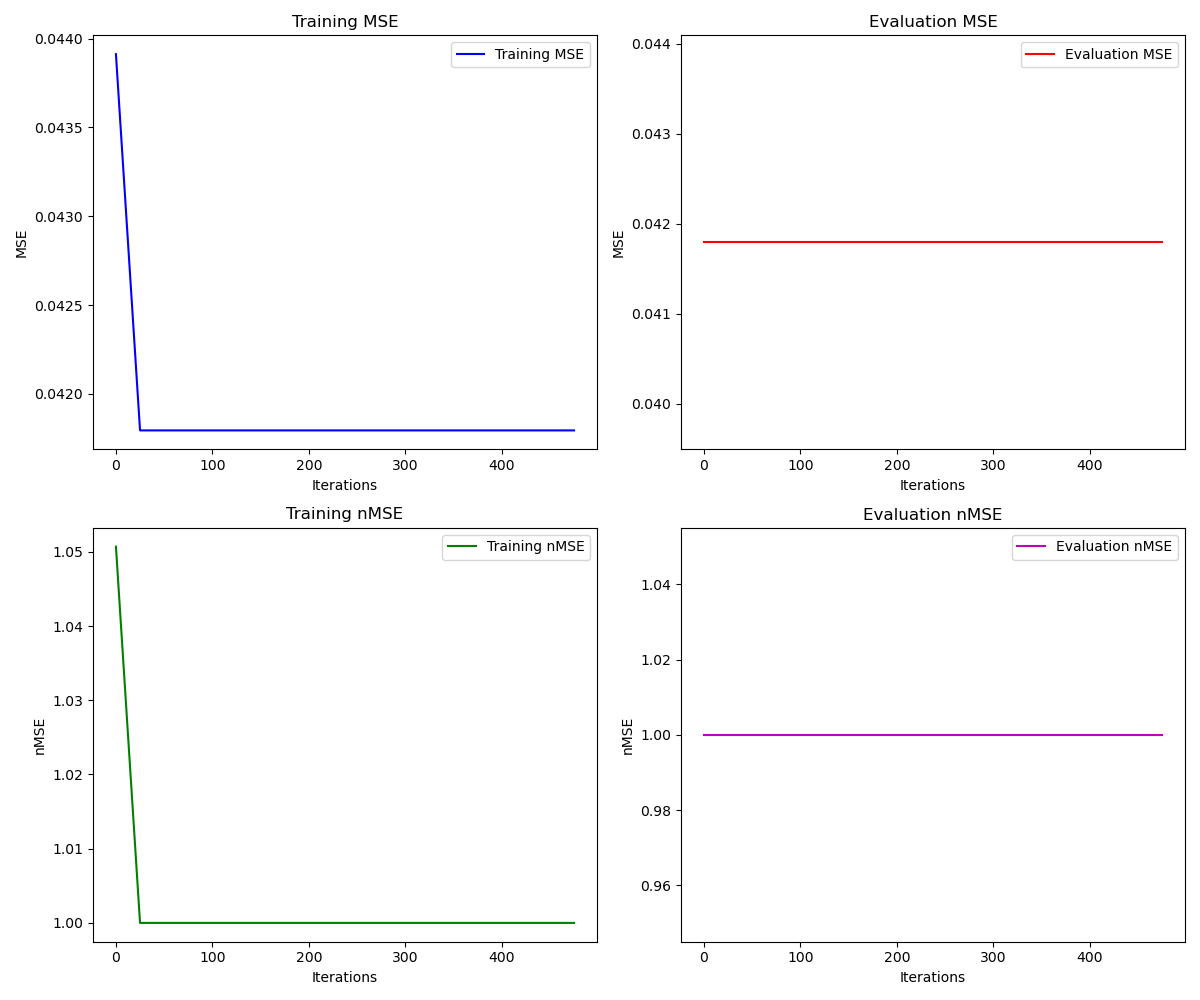 Training MSE
0.0440
0.0435
0.0430
0.0425
0.0420
MSE
Training MSE
0 100 200 300 400
Iterations
Evaluation MSE
0.044
0.043
0.042
0.041
0.040
MSE
Evaluation MSE
0 100 200 300 400
Iterations
Training nMSE
1.05
1.04
1.03
1.02
1.01
1.00
nMSE
Training nMSE
0 100 200 300 400
Iterations
Evaluation nMSE
1.04
1.02
1.00
0.98
0.96
nMSE
Evaluation nMSE
0 100 200 300 400
Iterations